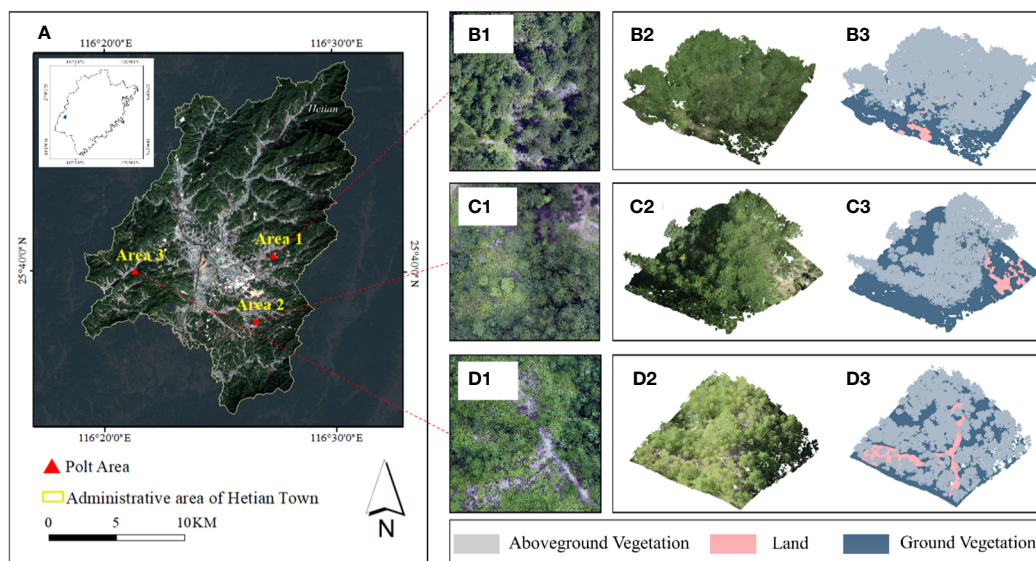 A
116°20'0"E
116°30'0"E
Hetian
Area 1
Area 3
Area 2
25°40'0"N
25°40'0"N
116°20'0"E
116°30'0"E
Polt Area
Administrative area of Hetian Town
0 5 10KM
N
B1
B2
B3
C1
C2
C3
D1
D2
D3
Aboveground Vegetation
Land
Ground Vegetation